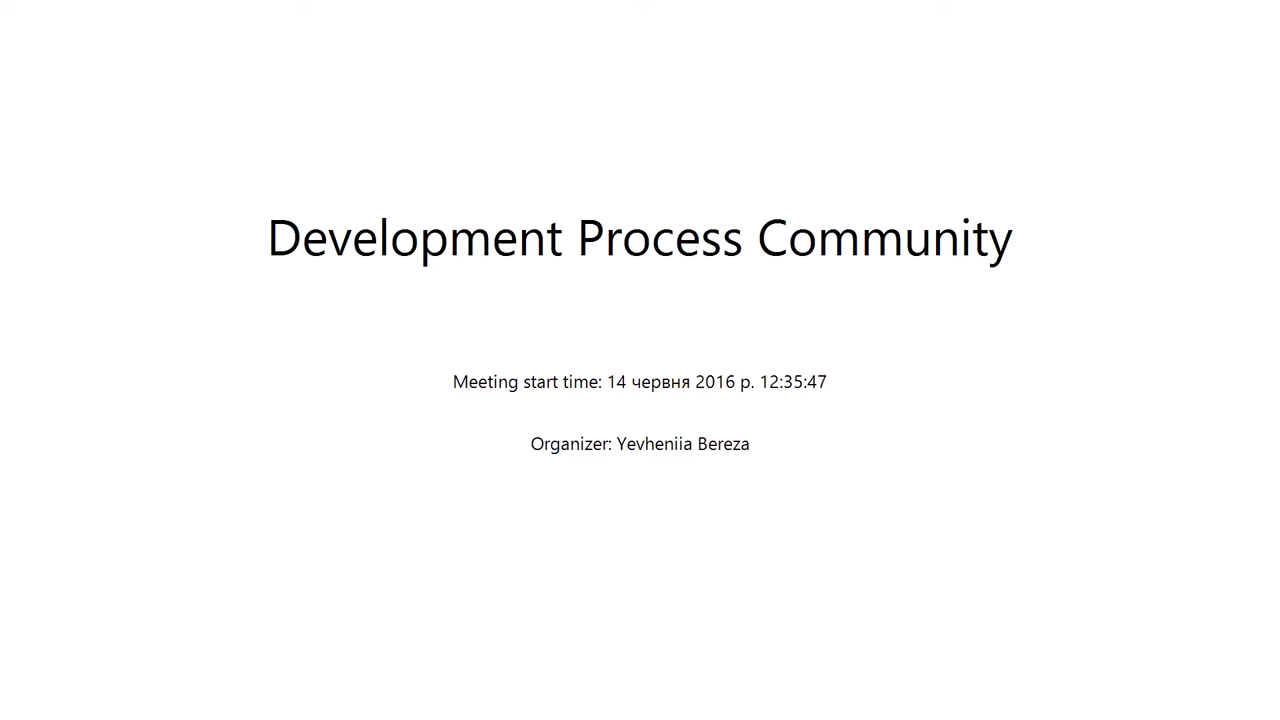 Development Process Community
Meeting start time: 14 червня 2016 р. 12:35:47
Organizer: Yevheniia Bereza